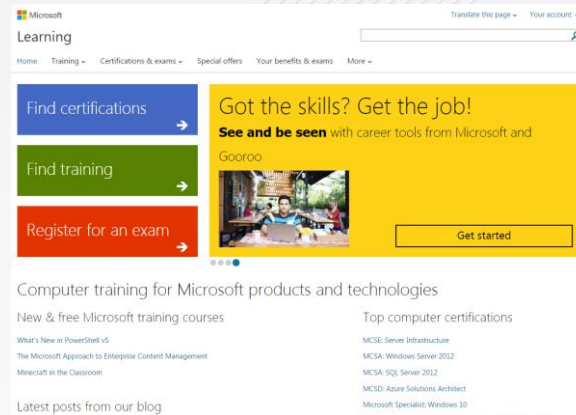 Microsoft
Translate this page
Your account
Learning
Home Training Certifications & exams Special offers Your benefits & exams More
Find certifications
Find training
Register for an exam
Got the skills? Get the job!
See and be seen with career tools from Microsoft and
Gooroo
Get started
Computer training for Microsoft products and technologies
New & free Microsoft training courses
What's New in PowerShell v5
The Microsoft Approach to Enterprise Content Management
Minecraft in the Classroom
Latest posts from our blog
Top computer certifications
MCSE: Server Infrastructure
MCSA: Windows Server 2012
MCSA: SQL Server 2012
MCSD: Azure Solutions Architect
Microsoft Specialist: Windows 10